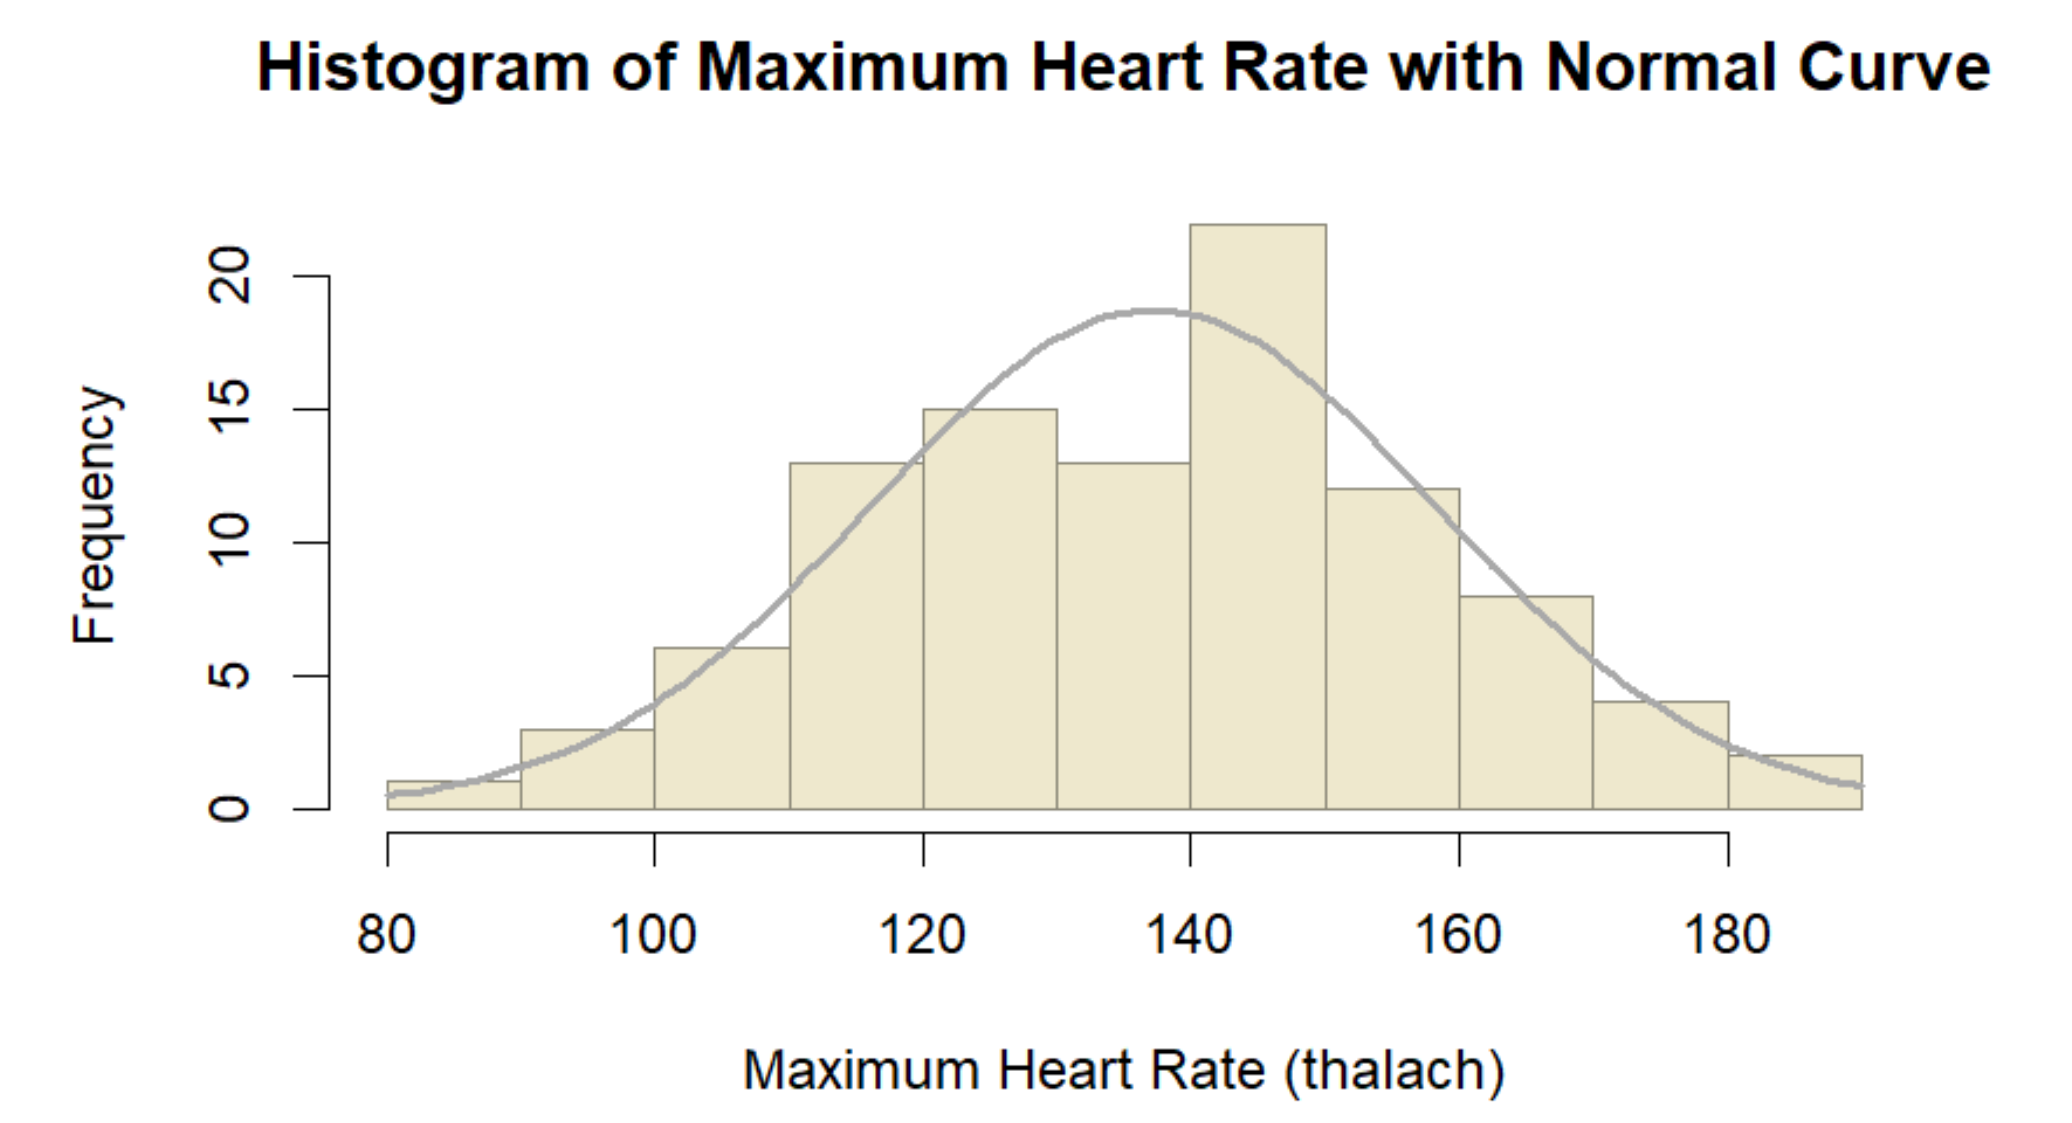 Histogram of Maximum Heart Rate with Normal Curve
Frequency
20
15
10
5
0
80 100 120 140 160 180
Maximum Heart Rate (thalach)